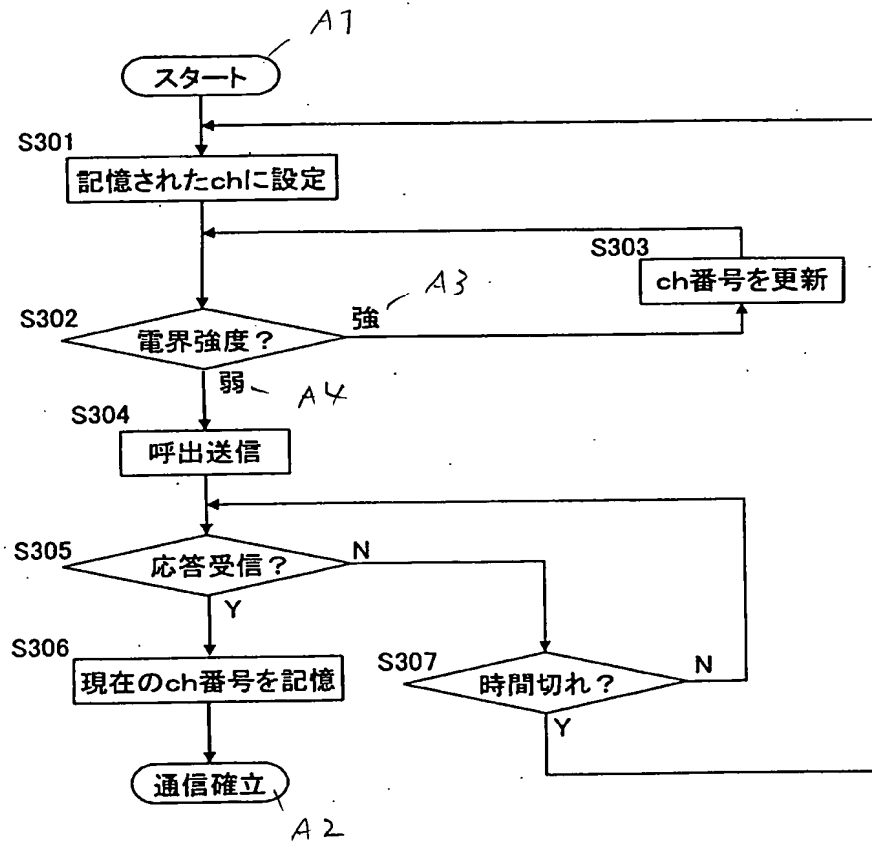 A1
スタート
S301
記憶されたchに設定
S303
ch番号を更新
A3
強
S302
電界強度？
弱
A4
S304
呼出送信
S305
応答受信？
N
Y
S306
現在のch番号を記憶
S307
時間切れ？
N
Y
通信確立
A2